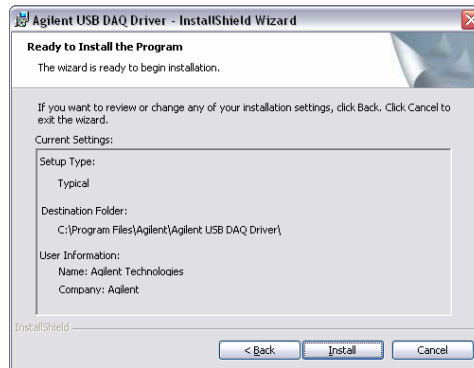 Agilent USB DAQ Driver - InstallShield Wizard
Ready to Install the Program
The wizard is ready to begin installation.
If you want to review or change any of your installation settings, click Back. Click Cancel to
exit the wizard.
Current Settings:
Setup Type:
Typical
Destination Folder:
C:\Program Files\Agilent\Agilent USB DAQ Driver\
User Information:
Name: Agilent Technologies
Company: Agilent
InstallShield
< Back
Install
Cancel